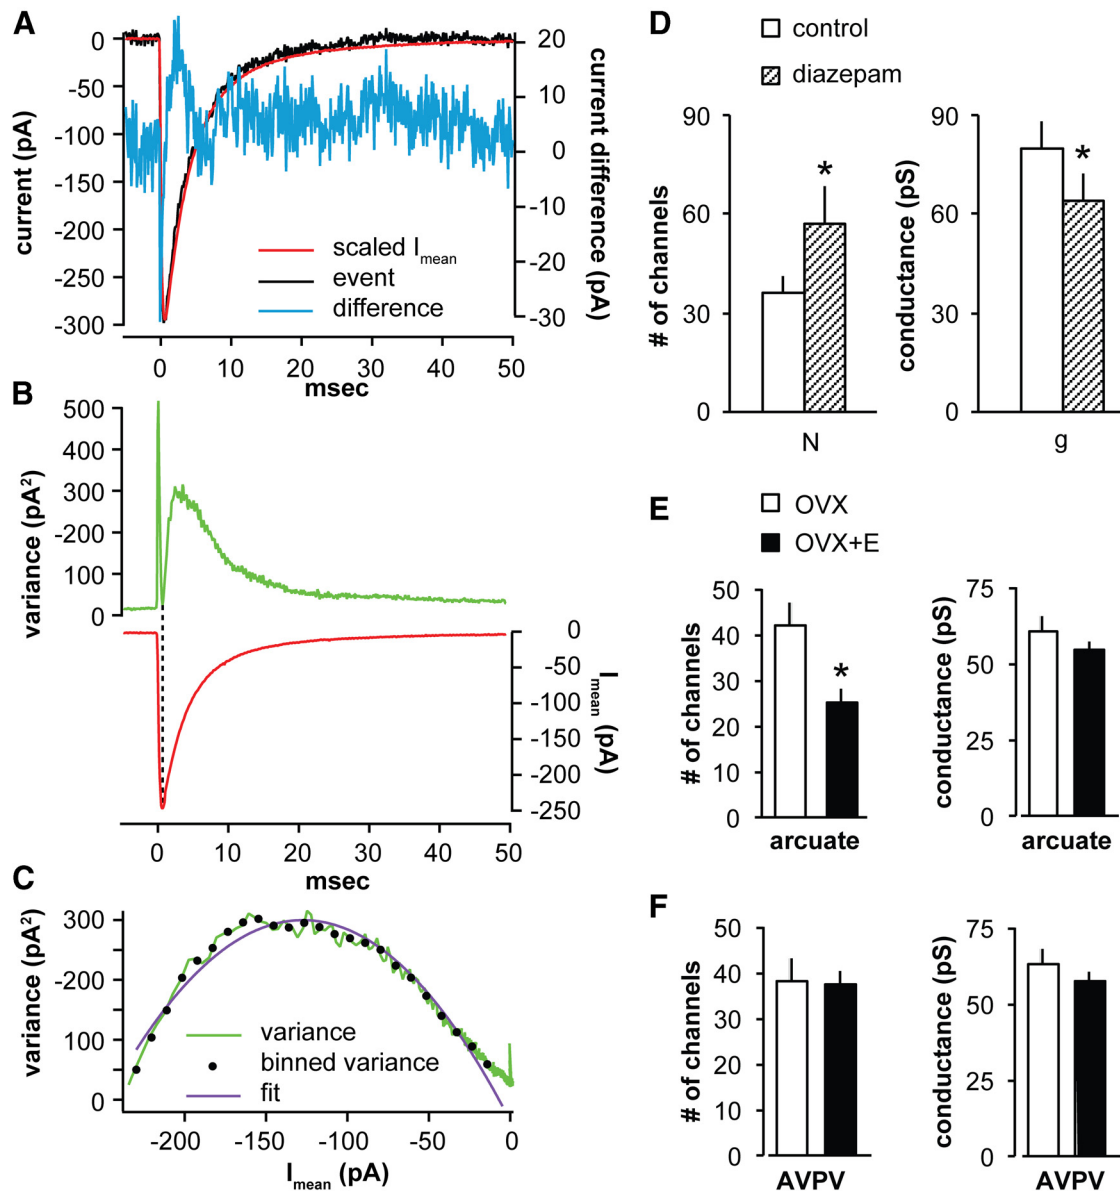 A
current (pA)
0
-50
-100
-150
-200
-250
-300
20
10
0
-10
-20
-30
current difference (pA)
scaled Imean
event
difference
0
10
20
30
40
50
msec
B
variance (pA²)
500
400
300
200
100
0
0
-50
-100
-150
-200
-250
Imean (pA)
0
10
20
30
40
50
msec
C
variance (pA²)
300
-200
100
0
variance
binned variance
fit
-200
-150
-100
-50
0
Imean (pA)
D
control
diazepam
# of channels
90
60
30
0
*
N
conductance (pS)
90
60
30
0
*
g
E
OVX
OVX+E
# of channels
50
40
30
20
10
0
*
arcuate
conductance (pS)
75
50
25
0
arcuate
F
# of channels
50
40
30
20
10
0
AVPV
conductance (pS)
75
50
25
0
AVPV